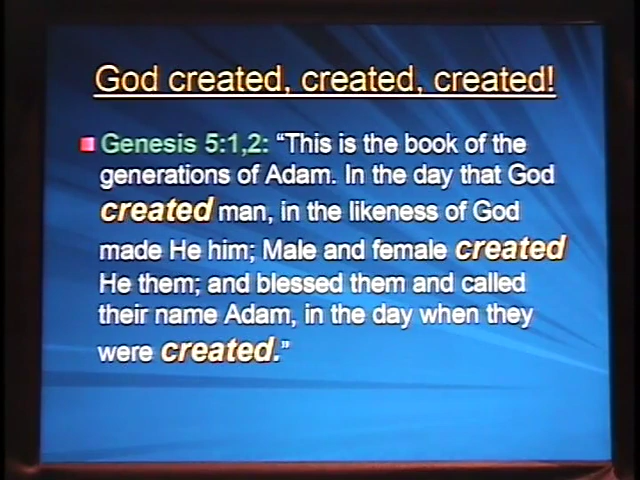 God created, created, created!
Genesis 5:1,2: “This is the book of the
generations of Adam. In the day that God
created man, in the likeness of God
made He him; Male and female created
He them; and blessed them and called
their name Adam, in the day when they
were created.”